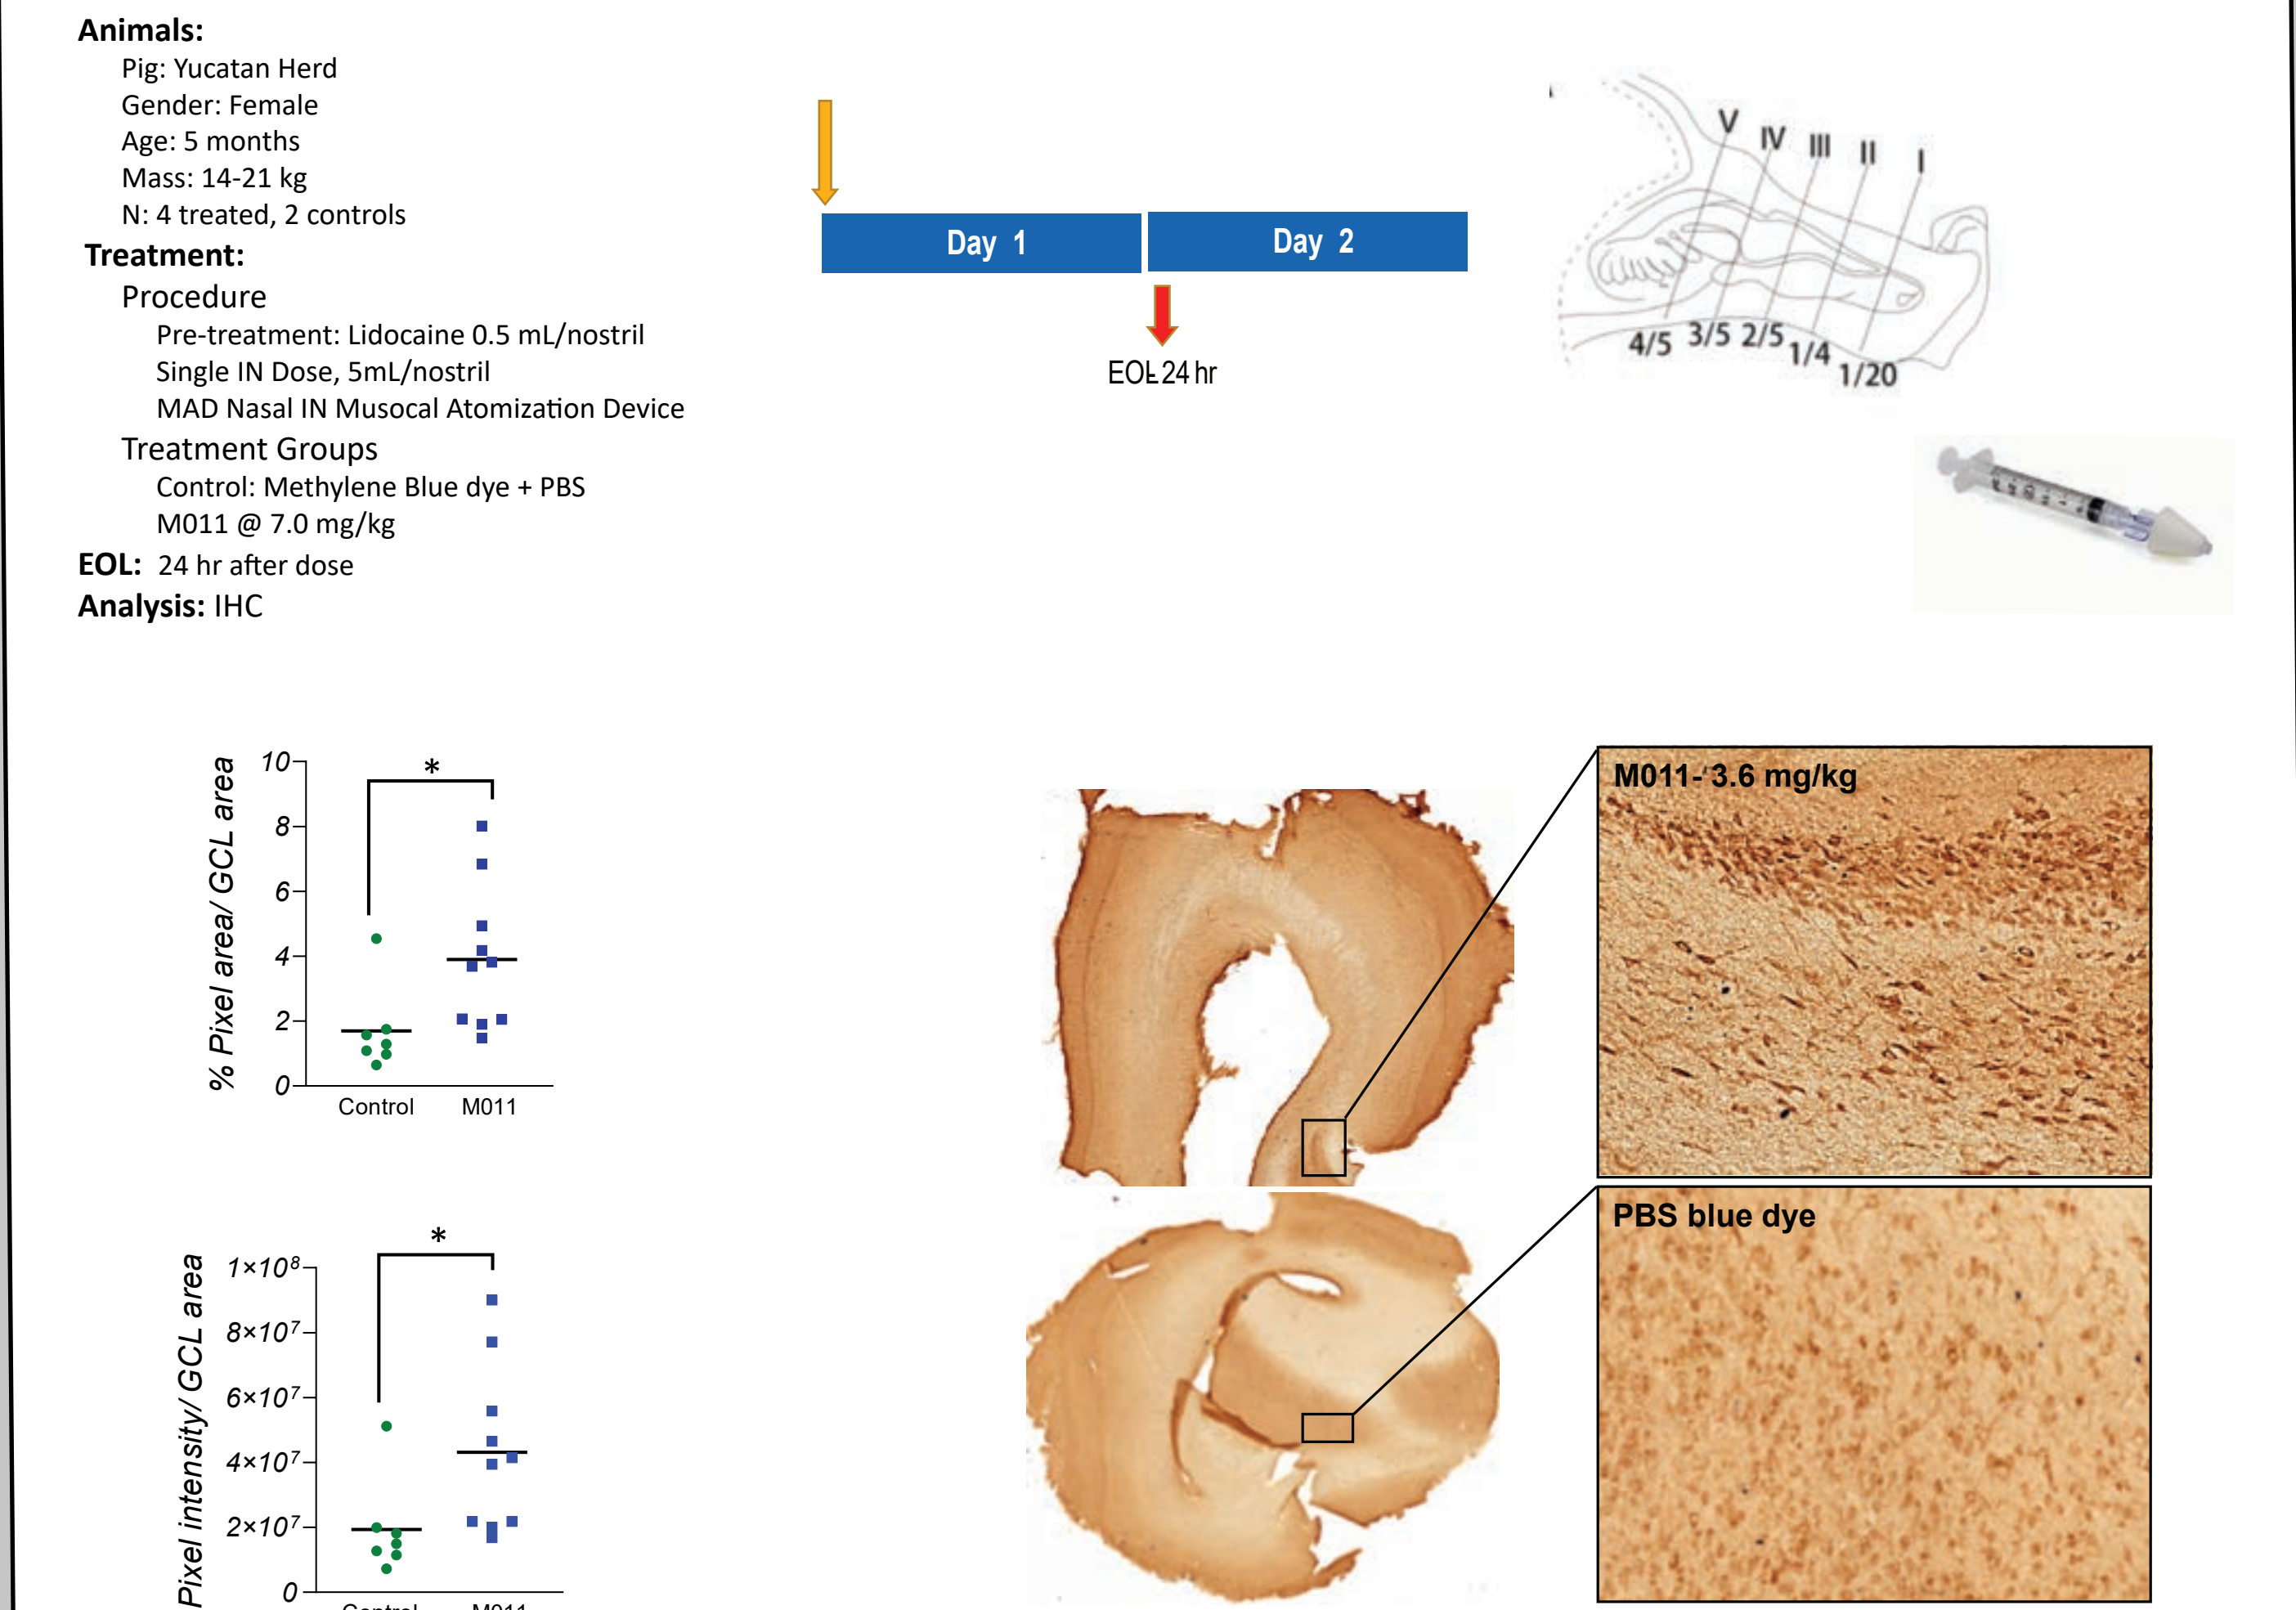 Animals:
Pig: Yucatan Herd
Gender: Female
Age: 5 months
Mass: 14-21 kg
N: 4 treated, 2 controls
Treatment:
Procedure
Pre-treatment: Lidocaine 0.5 mL/nostril
Single IN Dose, 5mL/nostril
MAD Nasal IN Musocal Atomization Device
Treatment Groups
Control: Methylene Blue dye + PBS
M011 @ 7.0 mg/kg
EOL: 24 hr after dose
Analysis: IHC
Day 1
Day 2
EOL-24 hr
V IV III II I
4/5 3/5 2/5 1/4 1/20
% Pixel area/ GCL area
10
8
6
4
2
0
*
Control M011
Pixel intensity/ GCL area
1×10⁸
8×10⁷
6×10⁷
4×10⁷
2×10⁷
0
*
Control M011
M011- 3.6 mg/kg
PBS blue dye